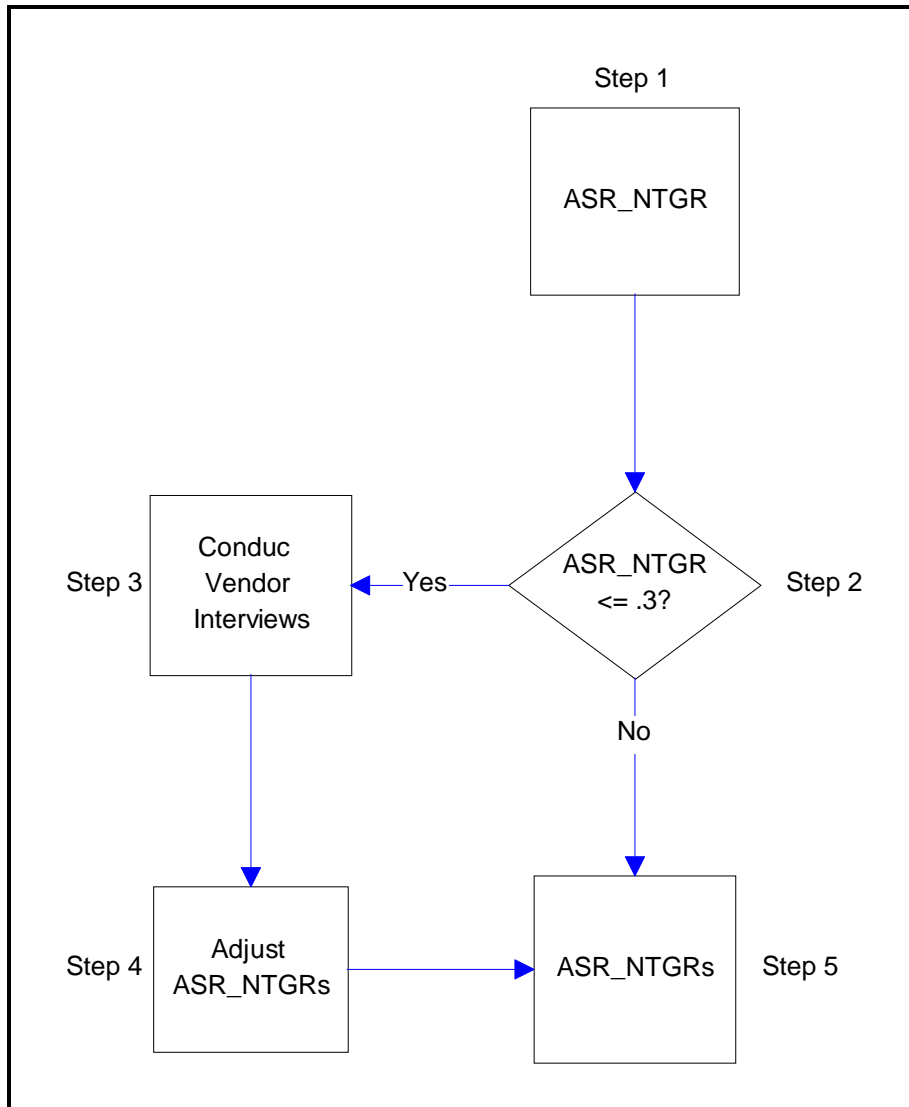 Step 1
ASR_NTGR
ASR_NTGR
<= .3?
Step 2
Yes
No
Step 3
Conduc
Vendor
Interviews
Step 4
Adjust
ASR_NTGRs
ASR_NTGRs
Step 5